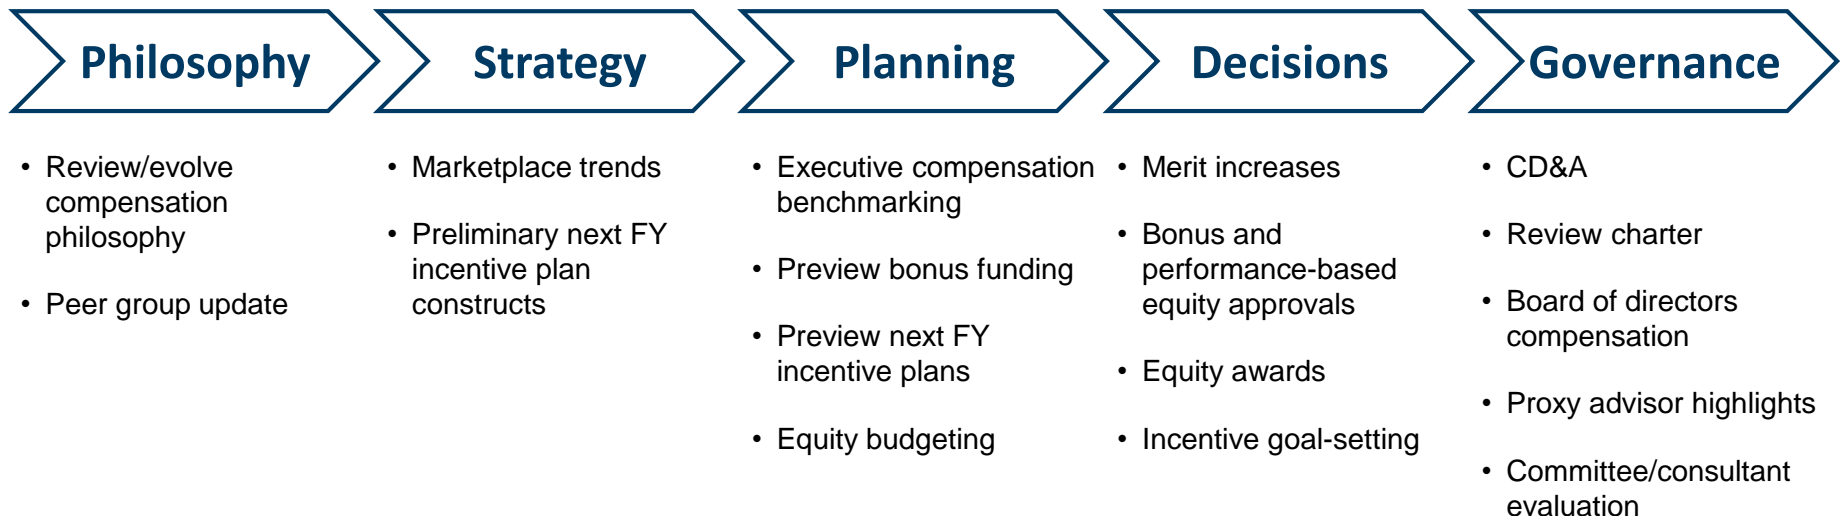 Philosophy
Strategy
Planning
Decisions
Governance
• Review/evolve
compensation
philosophy
• Peer group update
• Marketplace trends
• Preliminary next FY
incentive plan
constructs
• Executive compensation
benchmarking
• Preview bonus funding
• Preview next FY
incentive plans
• Equity budgeting
• Merit increases
• Bonus and
performance-based
equity approvals
• Equity awards
• Incentive goal-setting
• CD&A
• Review charter
• Board of directors
compensation
• Proxy advisor highlights
• Committee/consultant
evaluation